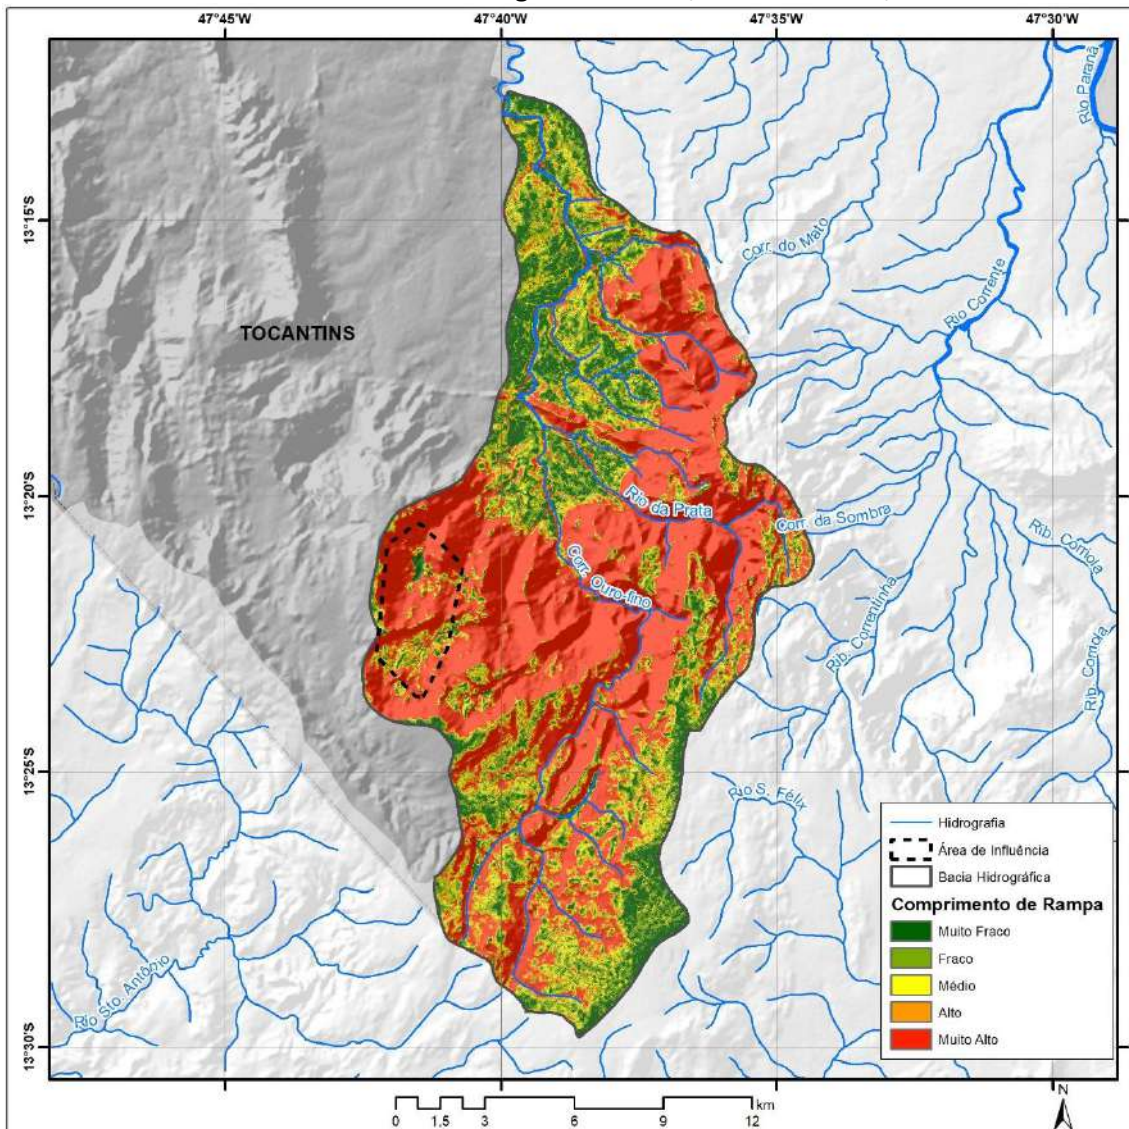 47°45'W 47°40'W 47°35'W 47°30'W
Rio Paranã
13°15'S
Corr. do Mato
Rio Corrente
TOCANTINS
13°20'S
Rio da Prata
Corr. da Sombra
Rib. Corriola
Corr. Ouro-fino
Rib. Correntinha
Rib. Corriola
13°25'S
Rio S. Félix
Hidrografia
Área de Influência
Bacia Hidrográfica
Comprimento de Rampa
Muito Fraco
Fraco
Médio
Alto
Muito Alto
Rio Sto. Antônio
13°30'S
N
km
0 1,5 3 6 9 12